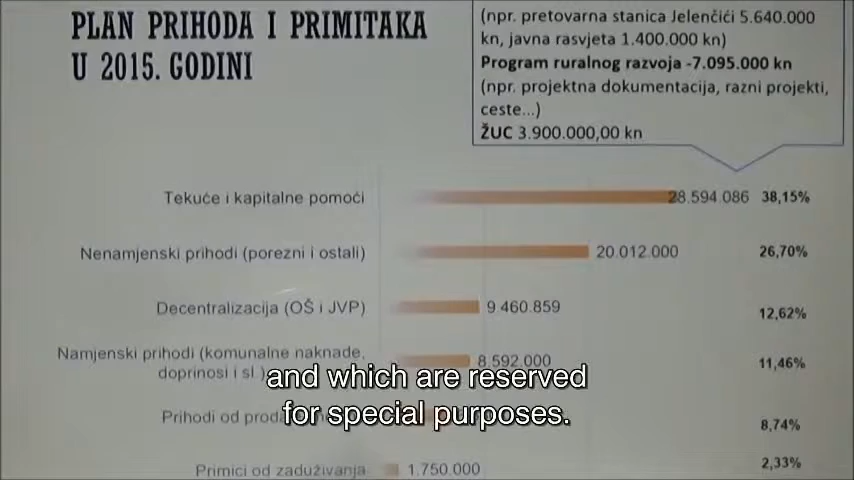 PLAN PRIHODA I PRIMITAKA
U 2015. GODINI
(npr. pretovarna stanica Jelenčići 5.640.000
kn, javna rasvjeta 1.400.000 kn)
Program ruralnog razvoja -7.095.000 kn
(npr. projektna dokumentacija, razni projekti,
ceste...)
ŽUC 3.900.000,00 kn
Tekuće i kapitalne pomoći 28.594.086 38,15%
Nenamjenski prihodi (porezni i ostali) 20.012.000 26,70%
Decentralizacija (OŠ i JVP) 9.460.859 12,62%
Namjenski prihodi (komunalne naknade, 8.592.000 11,46%
doprinosi i sl.)
and which are reserved
for special purposes.
Prihodi od 8,74%
Primici od zaduživanja 1.750.000 2,33%